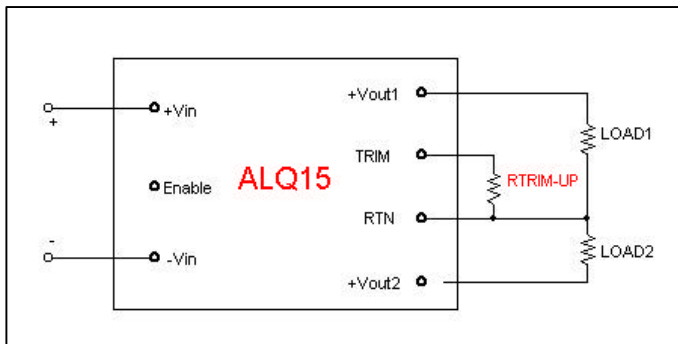 +Vout1
+Vin
+
LOAD1
TRIM
ALQ15
RTRIM-UP
Enable
RTN
-
-Vin
LOAD2
+Vout2